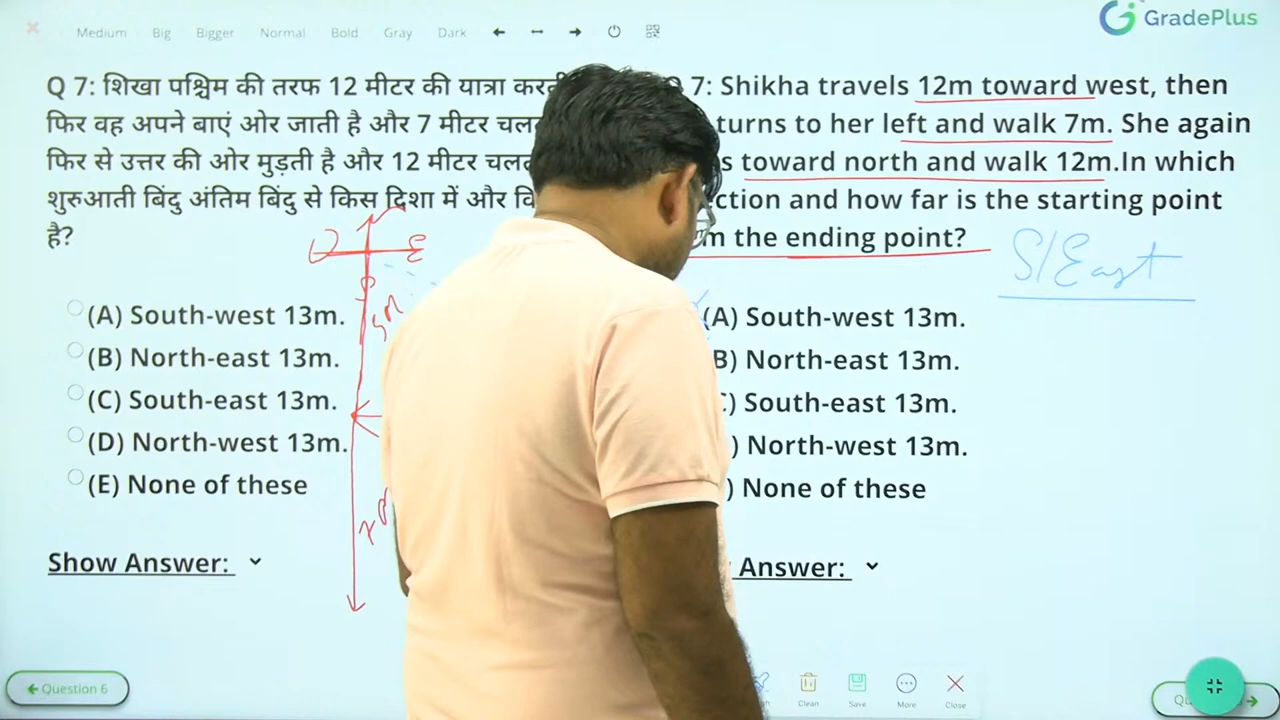 Medium Big Bigger Normal Bold Gray Dark
GradePlus
Q 7: शिखा पश्चिम की तरफ 12 मीटर की यात्रा
फिर वह अपने बाएं ओर जाती है और 7 मीटर
फिर से उत्तर की ओर मुड़ती है और 12 मीटर
शुरुआती बिंदु अंतिम बिंदु से किस दिशा में और
है?
(A) South-west 13m.
(B) North-east 13m.
(C) South-east 13m.
(D) North-west 13m.
(E) None of these
Show Answer:
7: Shikha travels 12m toward west, then
turns to her left and walk 7m. She again
toward north and walk 12m.In which
and how far is the starting point
the ending point?
S/East
(A) South-west 13m.
B) North-east 13m.
) South-east 13m.
) North-west 13m.
) None of these
Answer:
E
5m
Question 6
Clean Save More Close